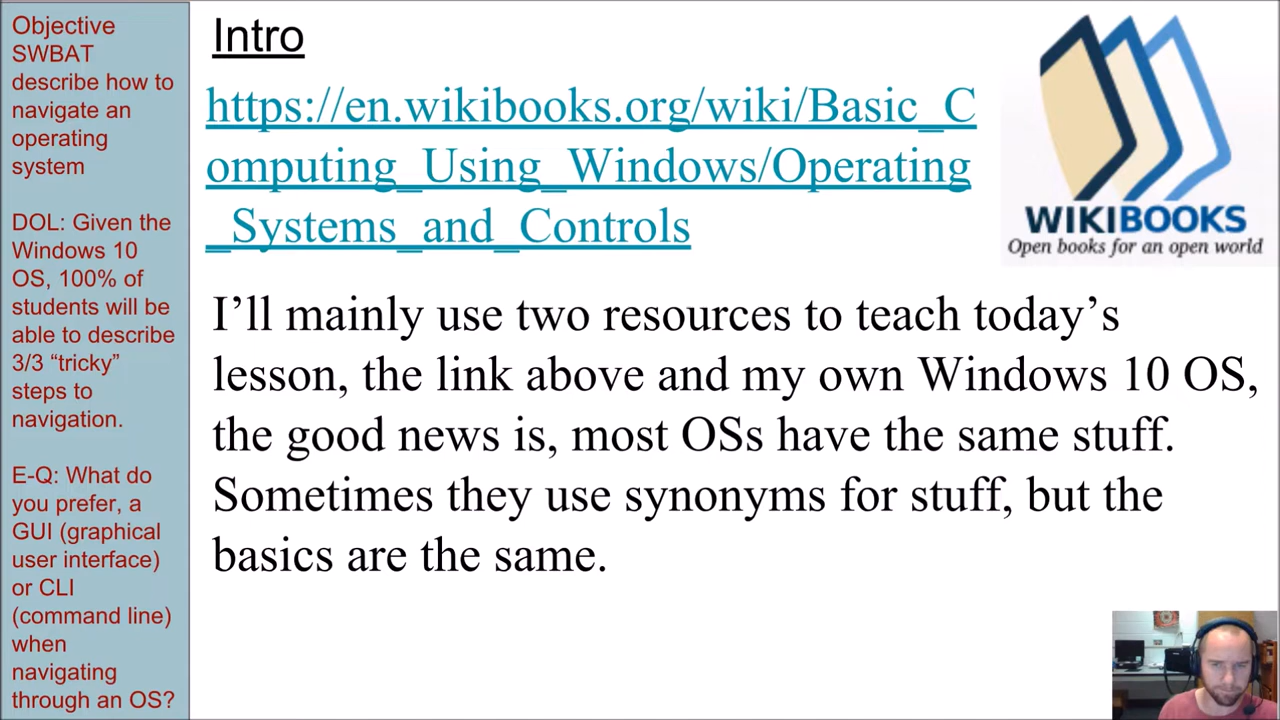 Objective
SWBAT
describe how to
navigate an
operating
system
DOL: Given the
Windows 10
OS, 100% of
students will be
able to describe
3/3 “tricky”
steps to
navigation.
E-Q: What do
you prefer, a
GUI (graphical
user interface)
or CLI
(command line)
when
navigating
through an OS?
Intro
https://en.wikibooks.org/wiki/Basic_C
omputing_Using_Windows/Operating
_Systems_and_Controls
WIKIBOOKS
Open books for an open world
I’ll mainly use two resources to teach today’s
lesson, the link above and my own Windows 10 OS,
the good news is, most OSs have the same stuff.
Sometimes they use synonyms for stuff, but the
basics are the same.